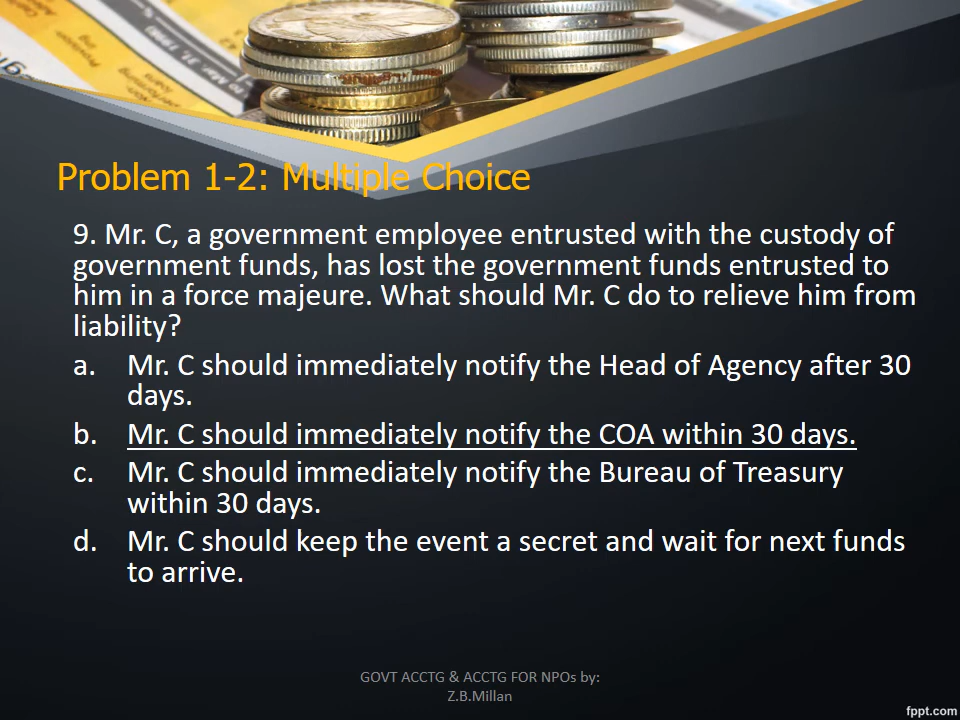 Problem 1-2: Multiple Choice
9. Mr. C, a government employee entrusted with the custody of
government funds, has lost the government funds entrusted to
him in a force majeure. What should Mr. C do to relieve him from
liability?
a. Mr. C should immediately notify the Head of Agency after 30
days.
b. Mr. C should immediately notify the COA within 30 days.
c. Mr. C should immediately notify the Bureau of Treasury
within 30 days.
d. Mr. C should keep the event a secret and wait for next funds
to arrive.
GOVT ACCTG & ACCTG FOR NPOs by:
Z.B.Millan
fppt.com